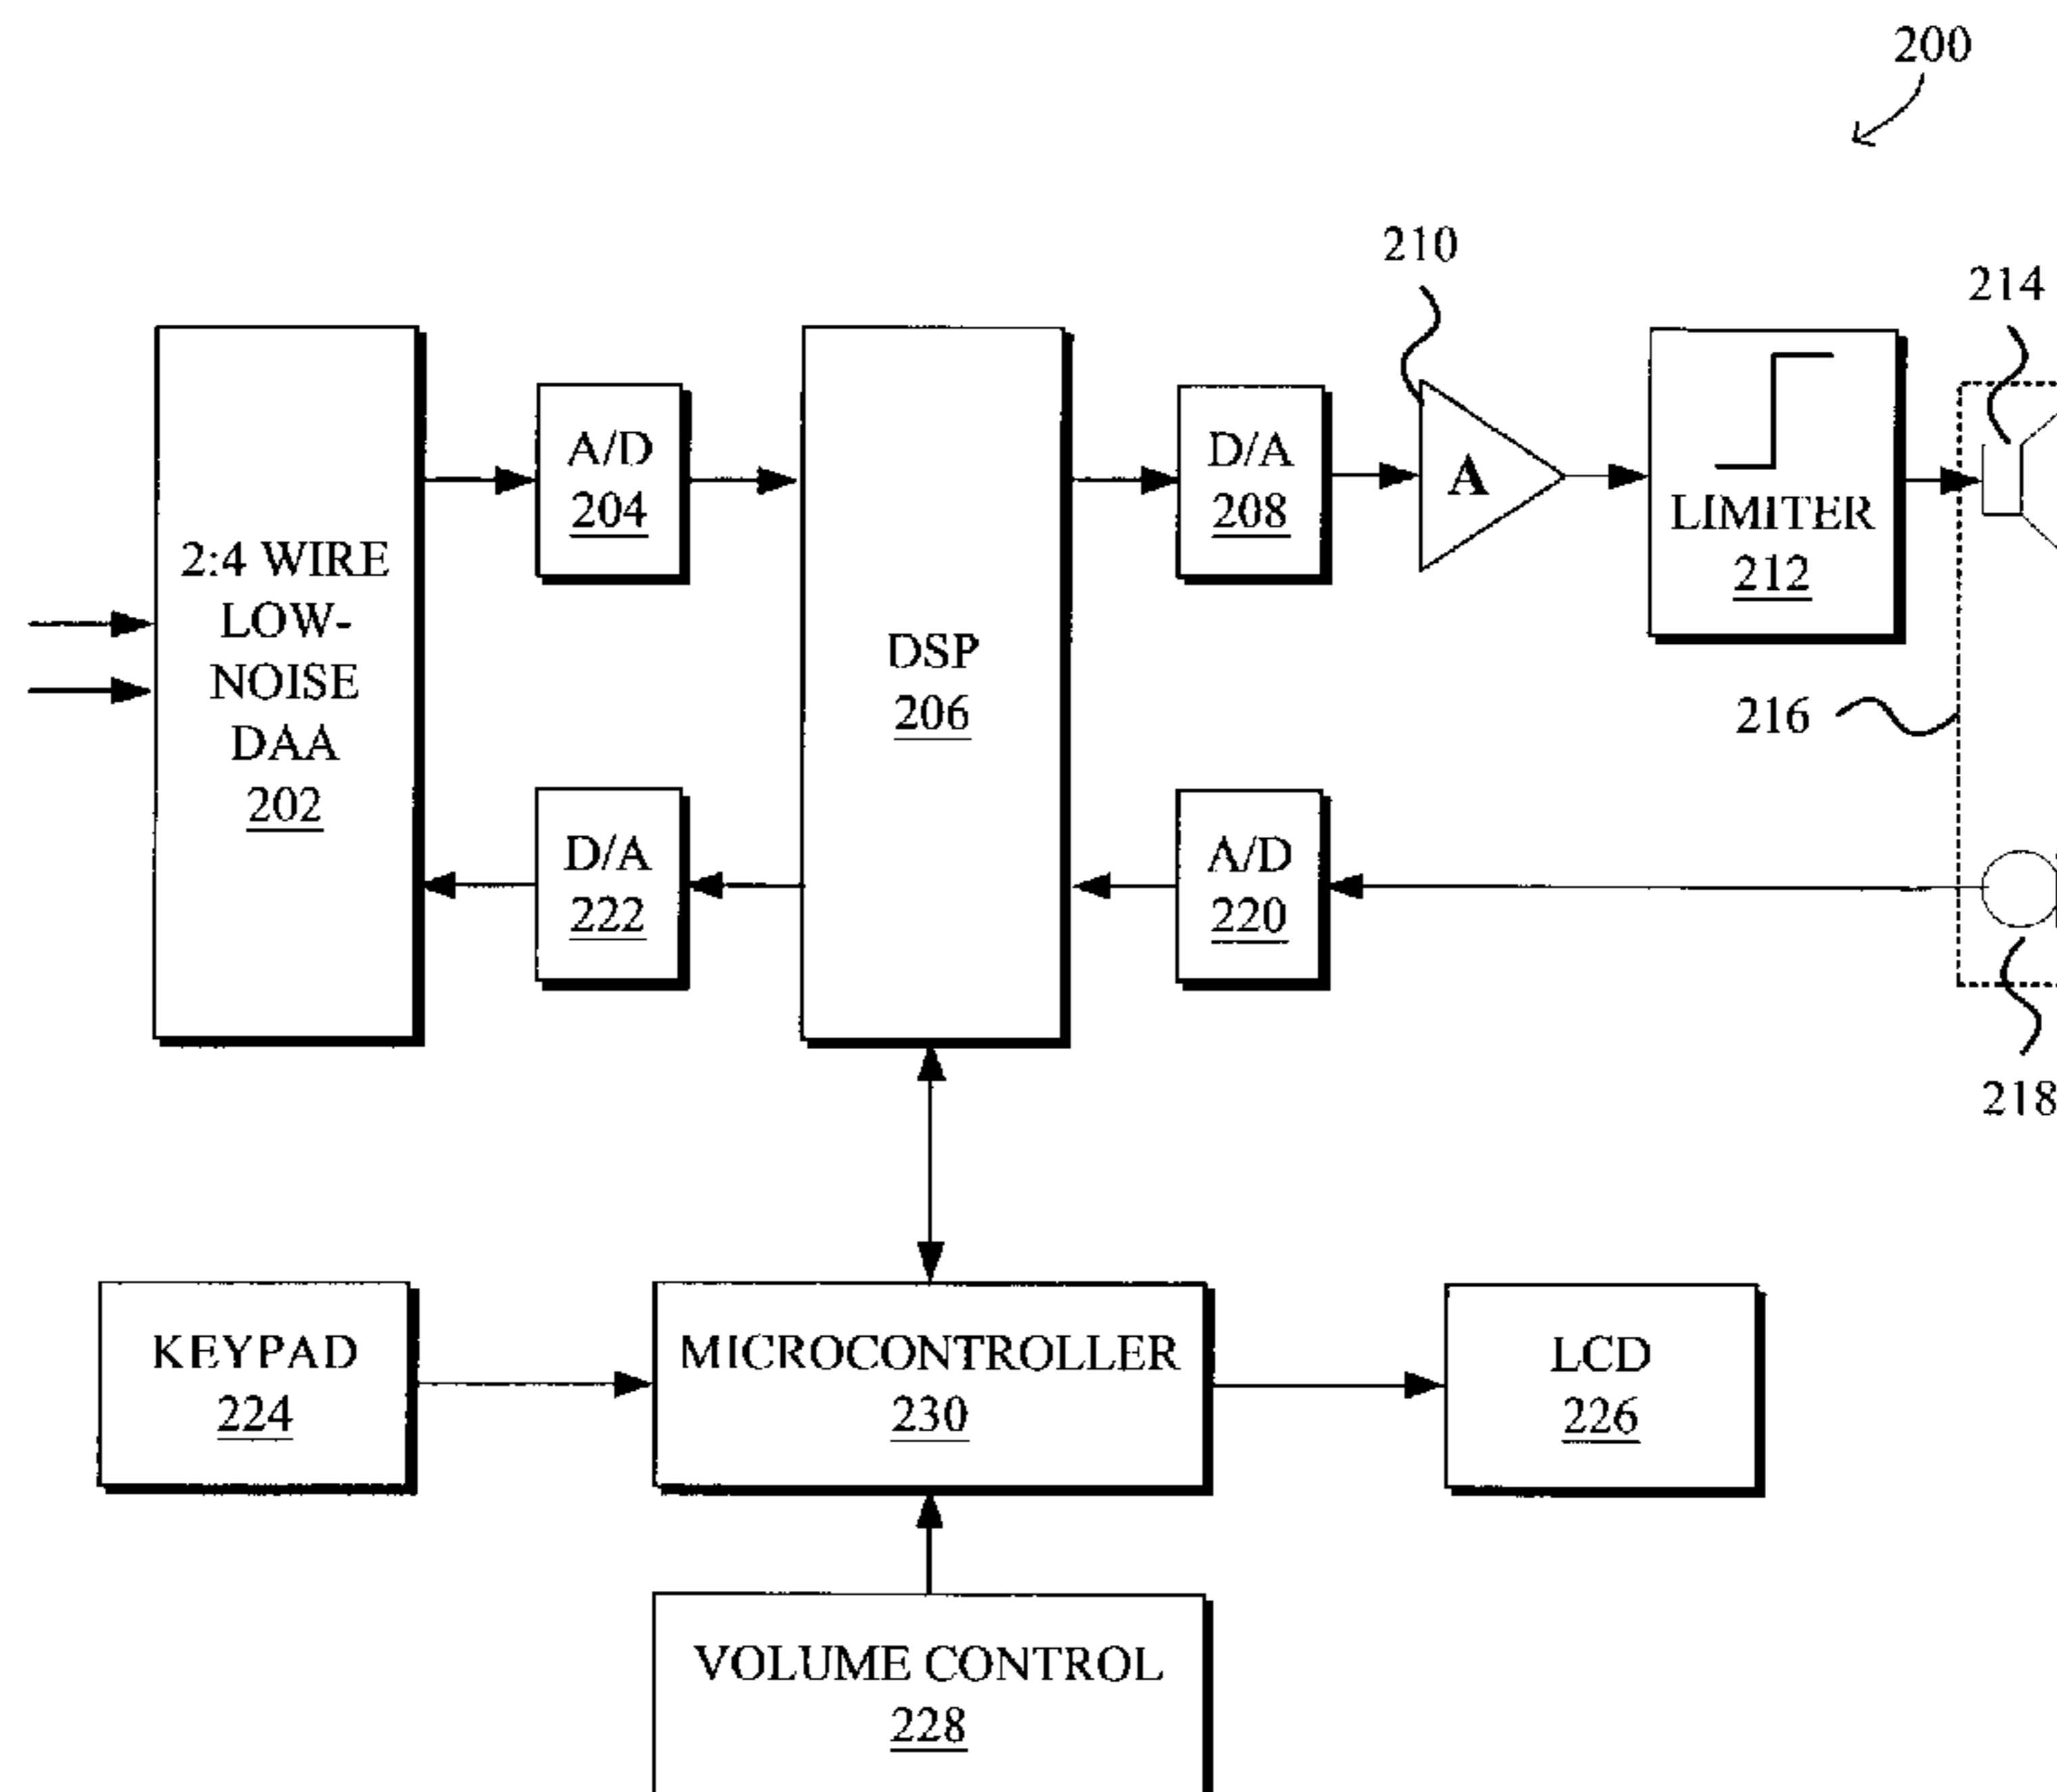 200
210
214
2:4 WIRE
LOW-
NOISE
DAA
202
A/D
204
DSP
206
D/A
208
A
LIMITER
212
216
D/A
222
A/D
220
218
KEYPAD
224
MICROCONTROLLER
230
LCD
226
VOLUME CONTROL
228